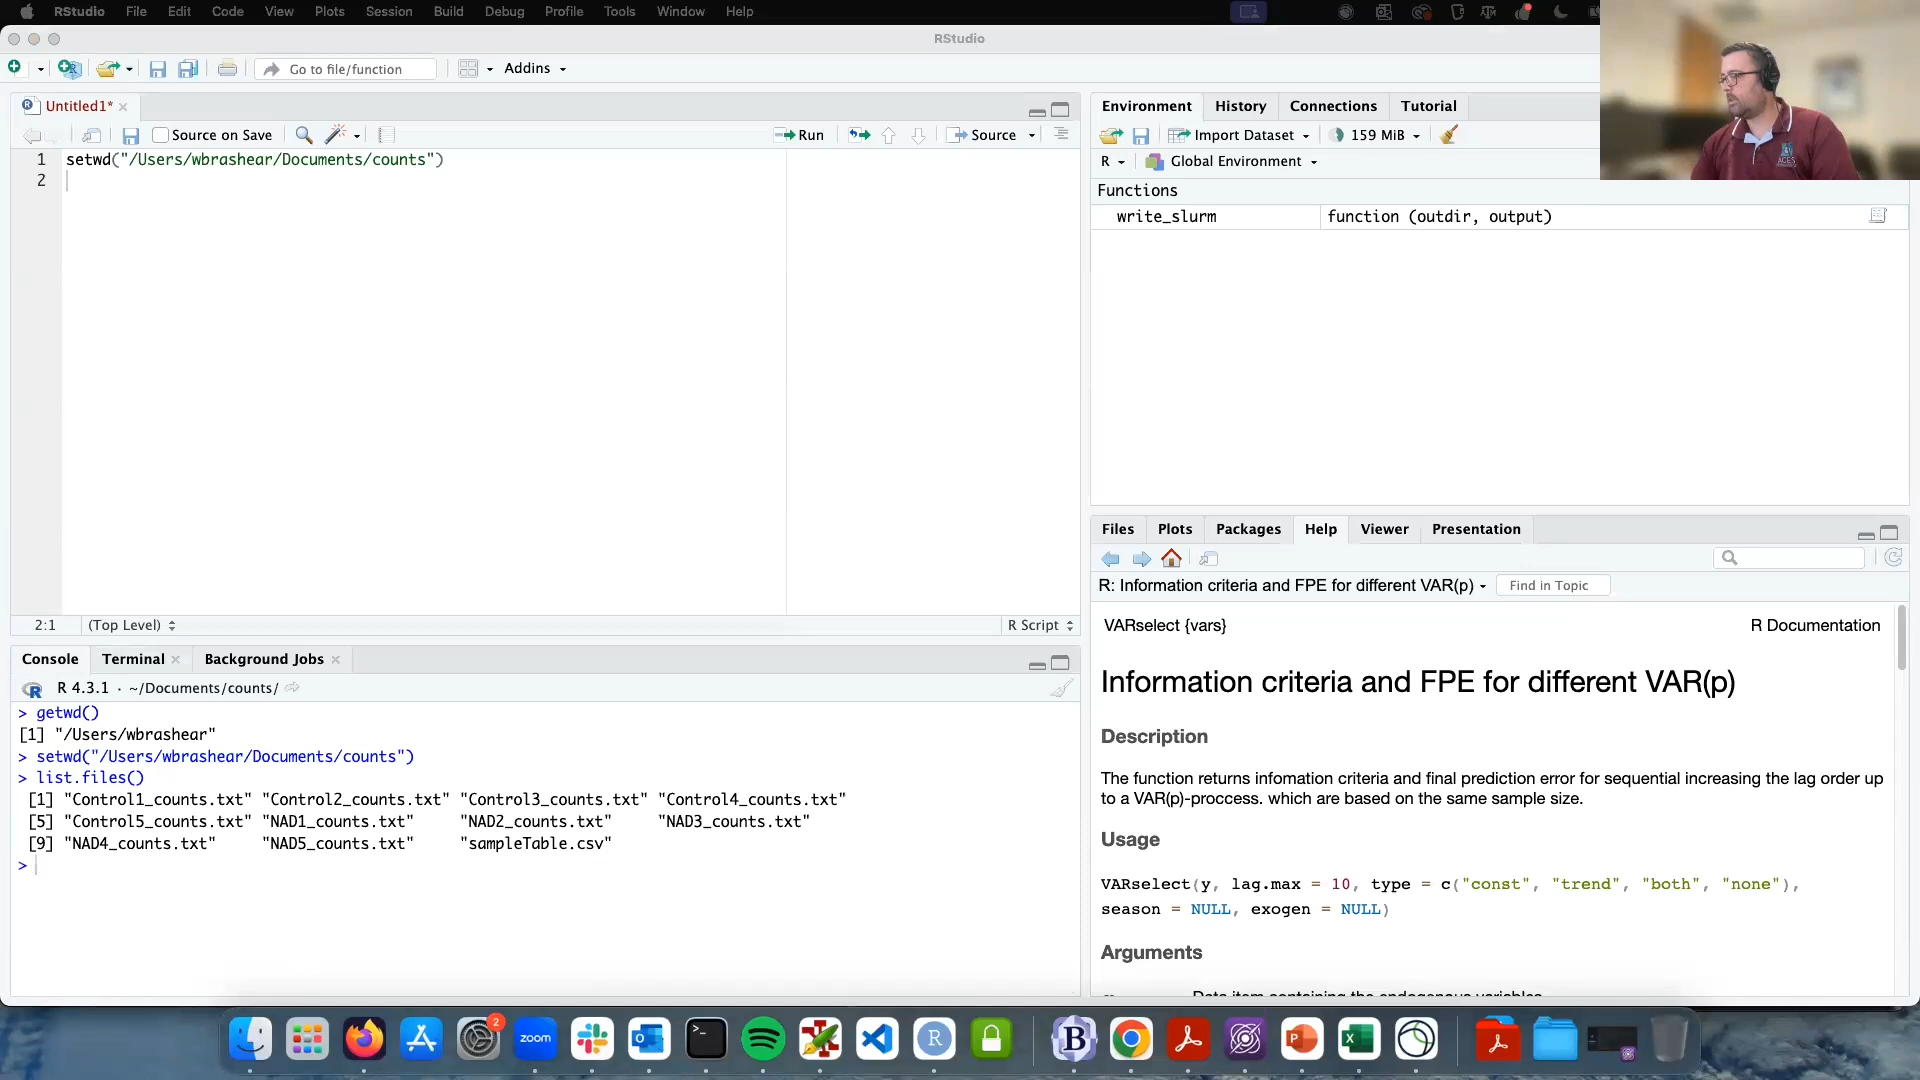 RStudio File Edit Code View Plots Session Build Debug Profile Tools Window Help
RStudio
Go to file/function Addins
Untitled1*
Source on Save Run Source
1 setwd("/Users/wbrashear/Documents/counts")
2
2:1 (Top Level) R Script
Console Terminal Background Jobs
R 4.3.1 · ~/Documents/counts/
> getwd()
[1] "/Users/wbrashear"
> setwd("/Users/wbrashear/Documents/counts")
> list.files()
[1] "Control1_counts.txt" "Control2_counts.txt" "Control3_counts.txt" "Control4_counts.txt"
[5] "Control5_counts.txt" "NAD1_counts.txt" "NAD2_counts.txt" "NAD3_counts.txt"
[9] "NAD4_counts.txt" "NAD5_counts.txt" "sampleTable.csv"
>
Environment History Connections Tutorial
Import Dataset 159 MiB
R Global Environment
Functions
write_slurm function (outdir, output)
ACES
Files Plots Packages Help Viewer Presentation
R: Information criteria and FPE for different VAR(p) Find in Topic
VARselect {vars} R Documentation
Information criteria and FPE for different VAR(p)
Description
The function returns infomation criteria and final prediction error for sequential increasing the lag order up
to a VAR(p)-proccess. which are based on the same sample size.
Usage
VARselect(y, lag.max = 10, type = c("const", "trend", "both", "none"),
season = NULL, exogen = NULL)
Arguments
Data item containing the endogenous variables
2
zoom